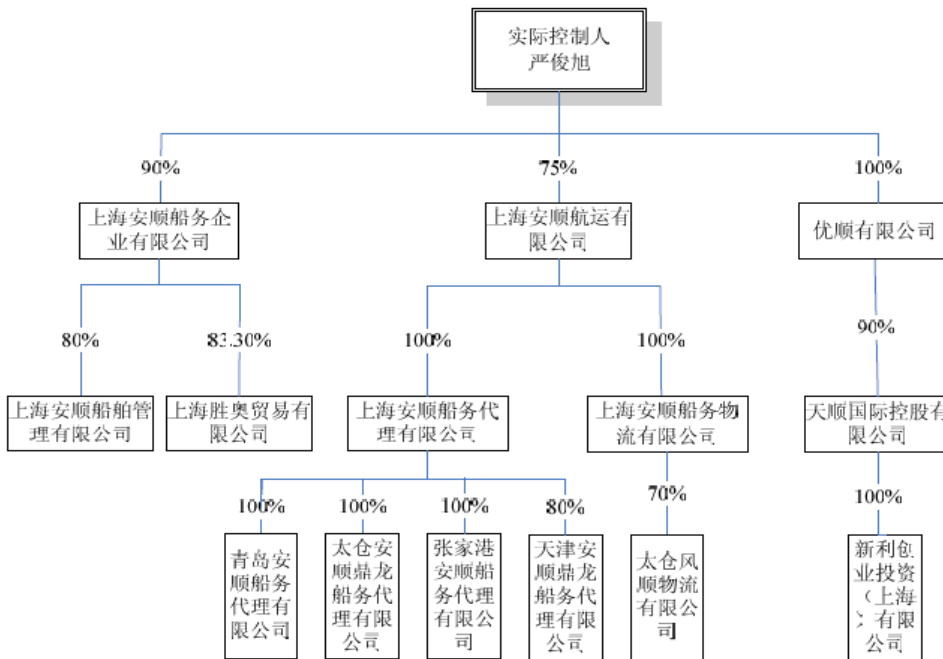 实际控制人
严俊旭
90%
75%
100%
上海安顺船务企
业有限公司
上海安顺航运有
限公司
优顺有限公司
80%
83.30%
100%
100%
90%
上海安顺船舶管
理有限公司
上海胜奥贸易有
限公司
上海安顺船务代
理有限公司
上海安顺船务物
流有限公司
天顺国际控股有
限公司
100%
100%
100%
80%
70%
100%
青岛安
顺船务
代理有
限公司
太仓安
顺鼎龙
船务代
理有限
公司
张家港
安顺船
务代理
有限公
司
天津安
顺鼎龙
船务代
理有限
公司
太仓风
顺物流
有限公
司
新利创
业投资
（上海
）有限
公司